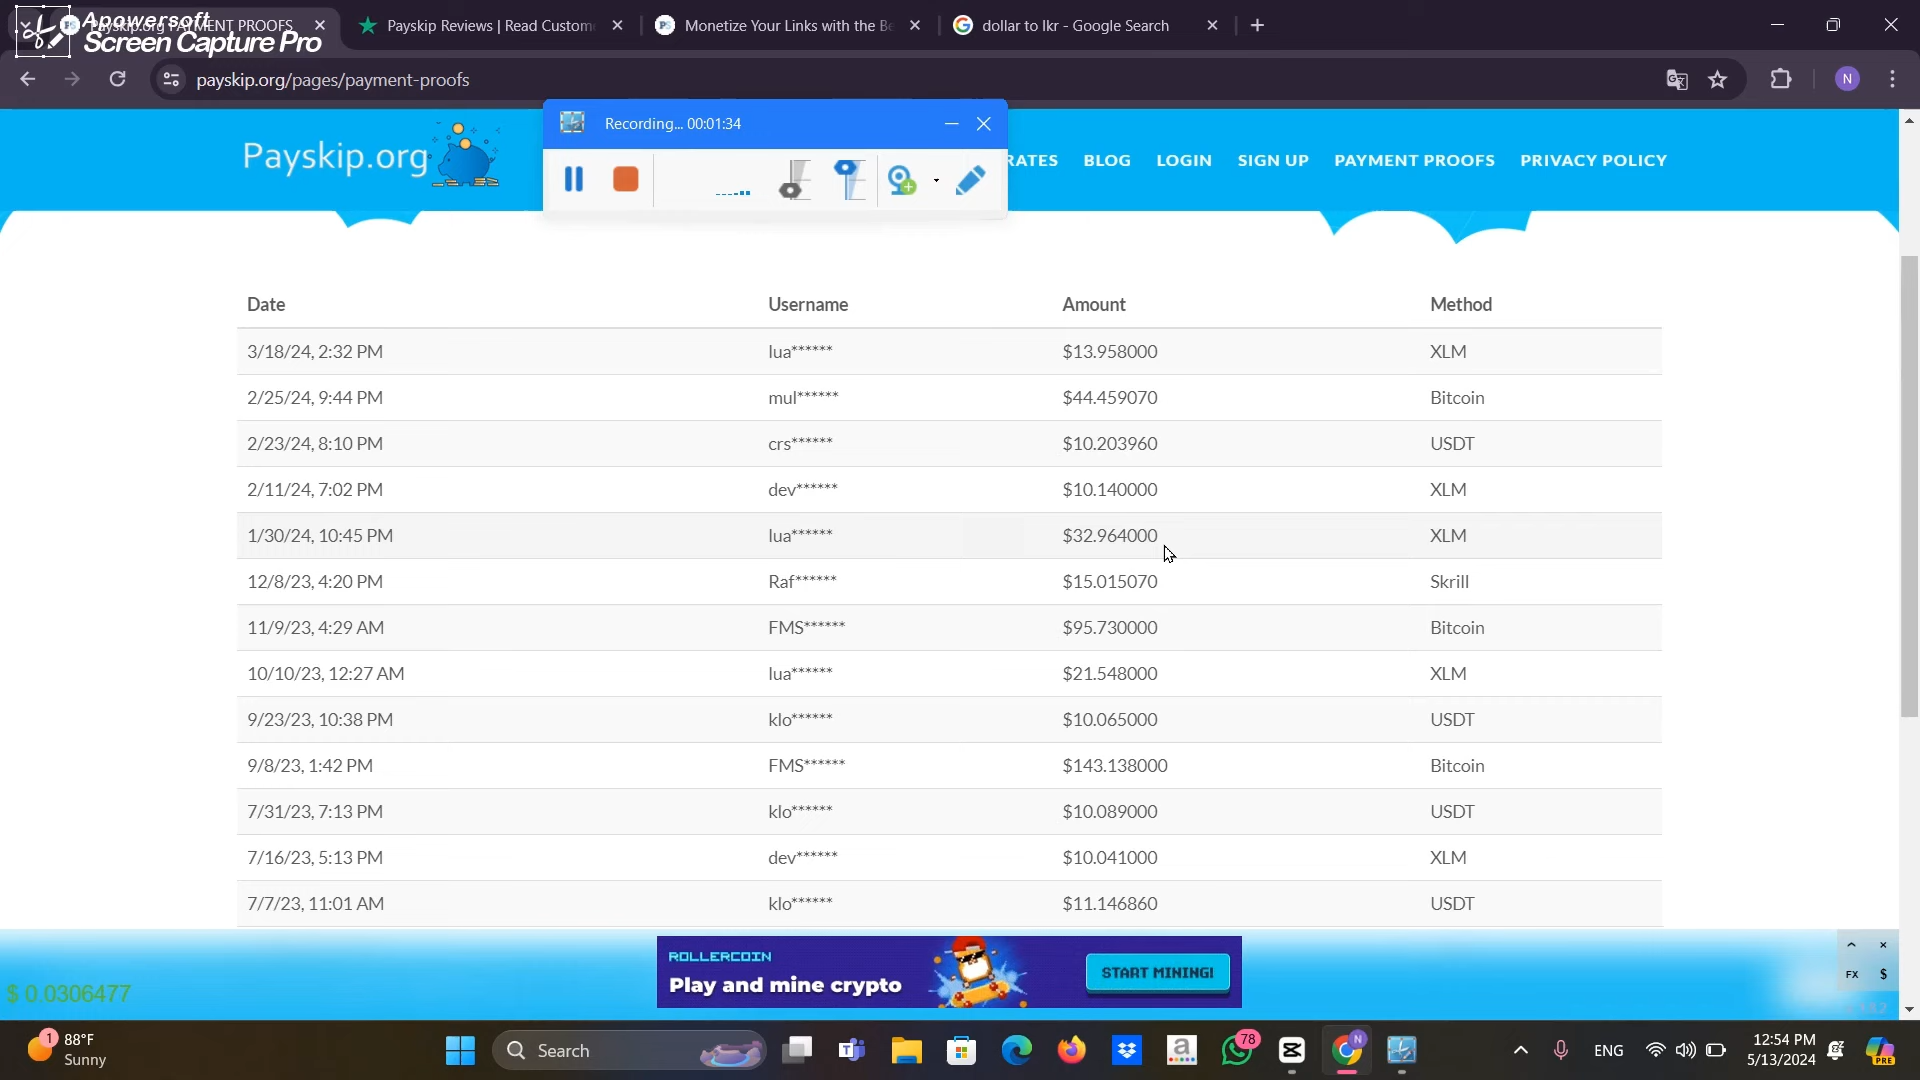 Apowersoft
Screen Capture Pro
Payskip.org PAYMENT PROOFS
Payskip Reviews | Read Custom
Monetize Your Links with the Be
dollar to lkr - Google Search
payskip.org/pages/payment-proofs
Recording... 00:01:34
Payskip.org
RATES BLOG LOGIN SIGN UP PAYMENT PROOFS PRIVACY POLICY
Date Username Amount Method
3/18/24, 2:32 PM lua****** $13.958000 XLM
2/25/24, 9:44 PM mul****** $44.459070 Bitcoin
2/23/24, 8:10 PM crs****** $10.203960 USDT
2/11/24, 7:02 PM dev****** $10.140000 XLM
1/30/24, 10:45 PM lua****** $32.964000 XLM
12/8/23, 4:20 PM Raf****** $15.015070 Skrill
11/9/23, 4:29 AM FMS****** $95.730000 Bitcoin
10/10/23, 12:27 AM lua****** $21.548000 XLM
9/23/23, 10:38 PM klo****** $10.065000 USDT
9/8/23, 1:42 PM FMS****** $143.138000 Bitcoin
7/31/23, 7:13 PM klo****** $10.089000 USDT
7/16/23, 5:13 PM dev****** $10.041000 XLM
7/7/23, 11:01 AM klo****** $11.146860 USDT
ROLLERCOIN
Play and mine crypto
START MINING!
FX $
$ 0.0306477
1
88°F
Sunny
Search
78
ENG
12:54 PM
5/13/2024
N
PRE